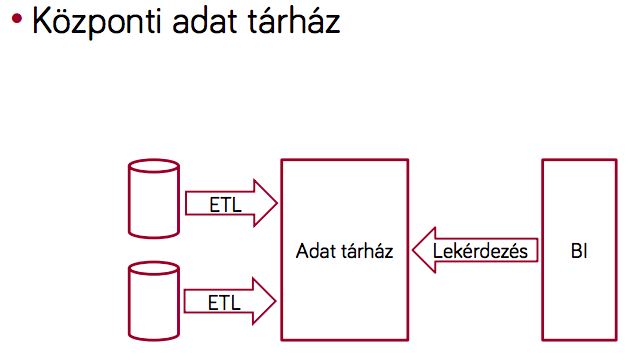 • Központi adat tárház
ETL
Adat tárház
Lekérdezés
BI
ETL